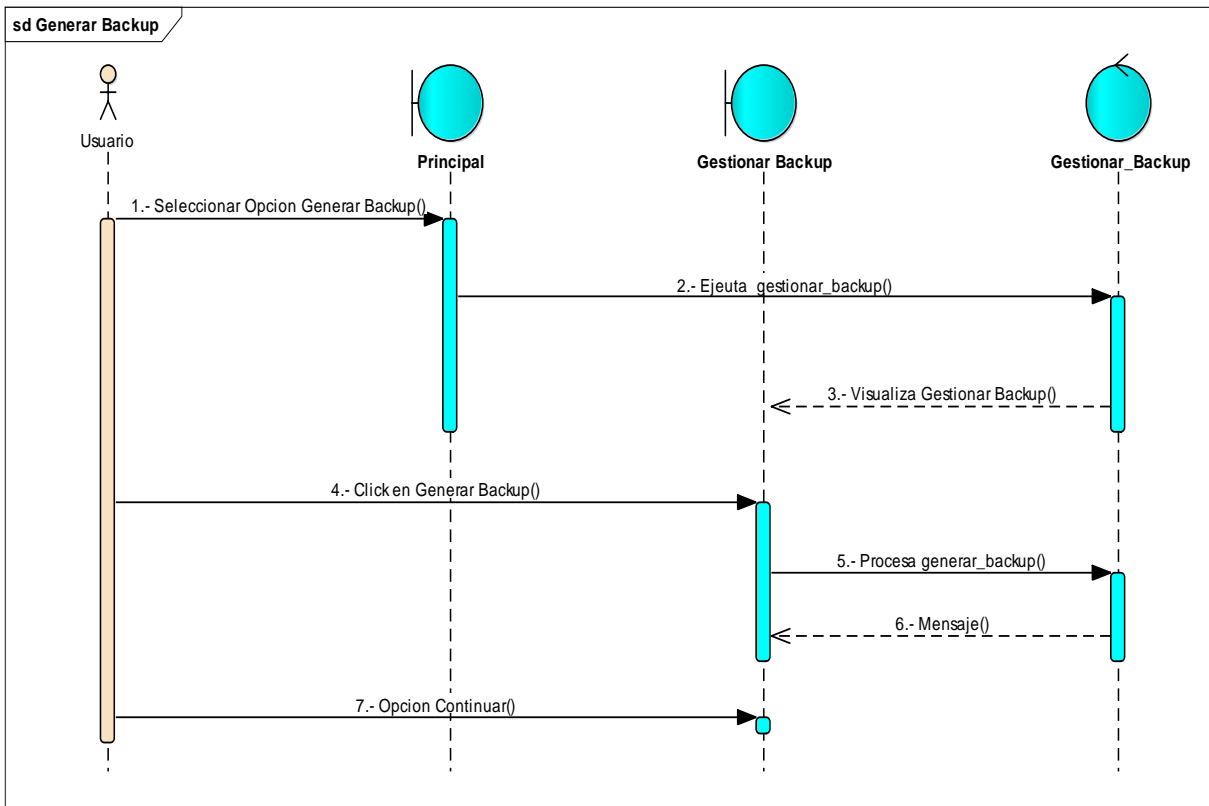 sd Generar Backup
Usuario
Principal
Gestionar Backup
Gestionar_Backup
1.- Seleccionar Opcion Generar Backup()
2.- Ejeuta gestionar_backup()
3.- Visualiza Gestionar Backup()
4.- Click en Generar Backup()
5.- Procesa generar_backup()
6.- Mensaje()
7.- Opcion Continuar()